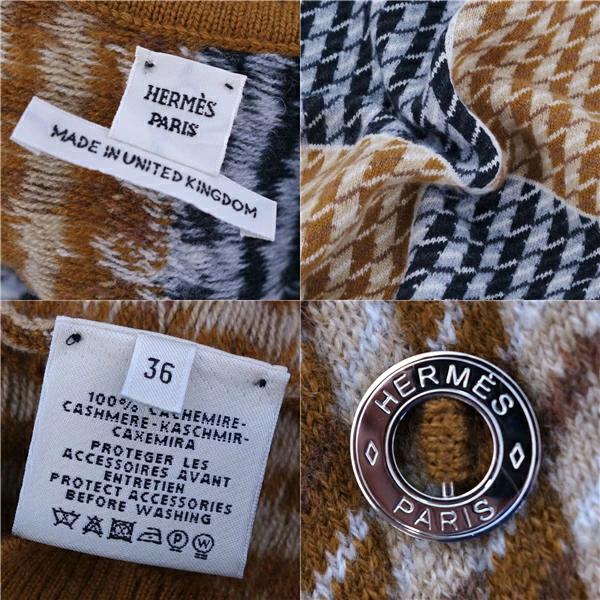 HERMÈS
PARIS
MADE IN UNITED KINGDOM
36
100% CACHEMIRE-
CASHMERE-KASCHMIR-
CAXEMIRA
PROTEGER LES
ACCESSOIRES AVANT
ENTRETIEN
PROTECT ACCESSORIES
BEFORE WASHING
P W
HERMÈS
PARIS